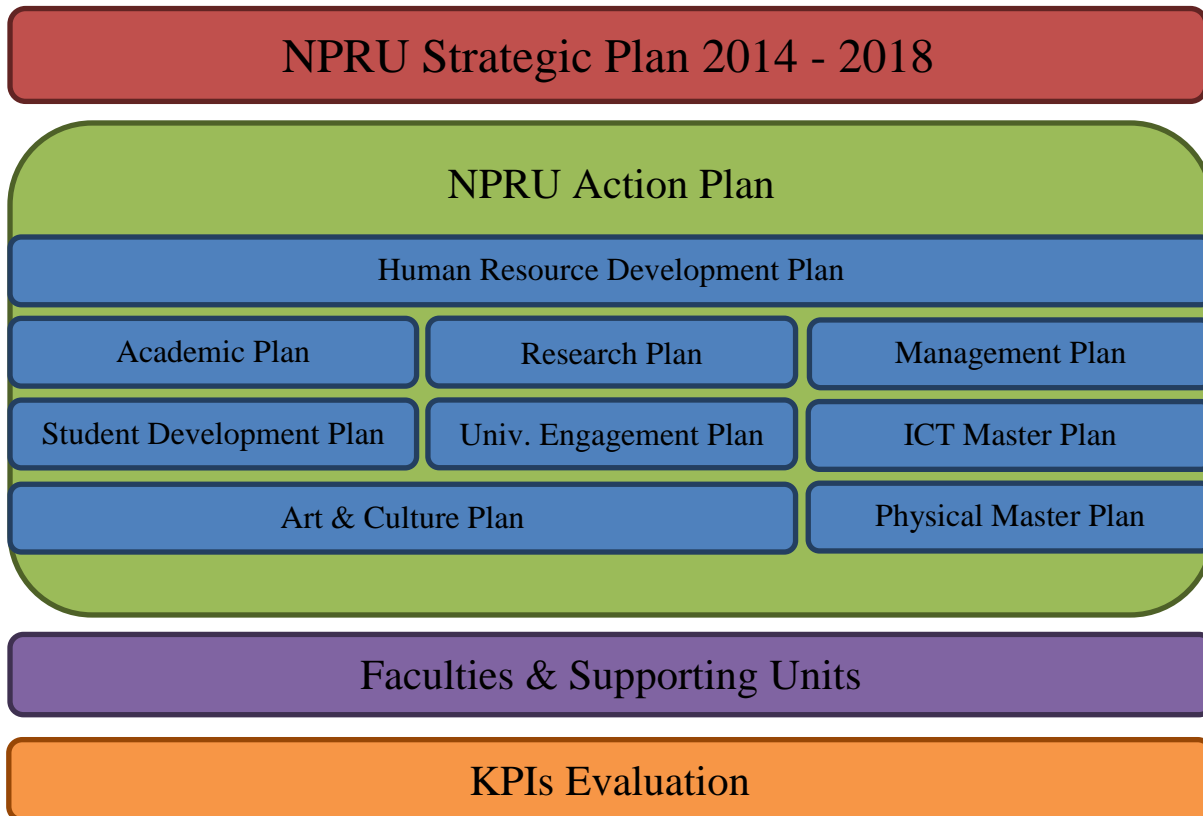 NPRU Strategic Plan 2014 - 2018
NPRU Action Plan
Human Resource Development Plan
Academic Plan
Research Plan
Management Plan
Student Development Plan
Univ. Engagement Plan
ICT Master Plan
Art & Culture Plan
Physical Master Plan
Faculties & Supporting Units
KPIs Evaluation